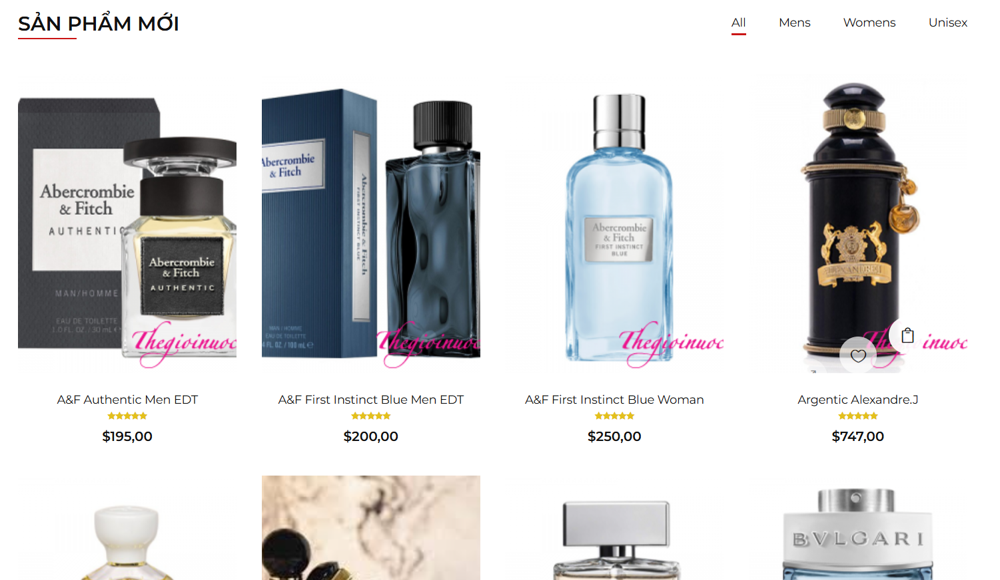 SẢN PHẨM MỚI
All Mens Womens Unisex
Abercrombie
& Fitch
AUTHENTIC
MAN/HOMME
EAU DE TOILETTE
1.0 FL. OZ. / 30 mL
Abercrombie
& Fitch
AUTHENTIC
Thegioinuoc
Abercrombie
& Fitch
Abercrombie & Fitch
FIRST INSTINCT BLUE
MAN / HOMME
EAU DE TOILETTE
4 FL. OZ. / 100 mL e
Thegioinuoc
Abercrombie
& Fitch
FIRST INSTINCT
BLUE
Thegioinuoc
ALEXANDRE.J
Th inuoc
A&F Authentic Men EDT
$195,00
A&F First Instinct Blue Men EDT
$200,00
A&F First Instinct Blue Woman
$250,00
Argentic Alexandre.J
$747,00
BVLGARI